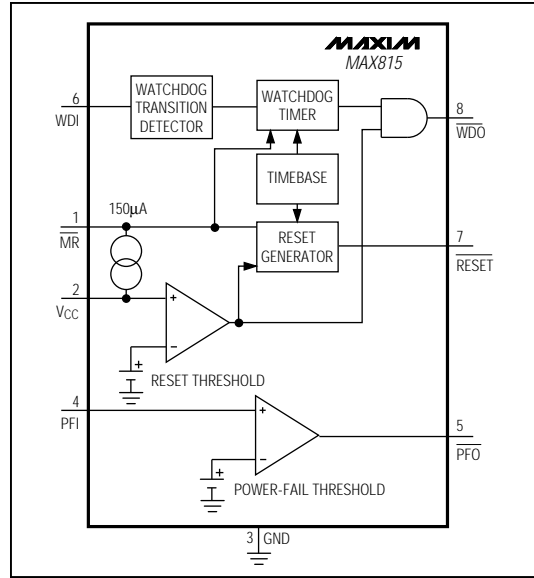 MAXIM
MAX815
6
WDI
WATCHDOG
TRANSITION
DETECTOR
WATCHDOG
TIMER
8
WDO
TIMEBASE
150µA
1
MR
RESET
GENERATOR
7
RESET
2
VCC
+
−
+
RESET THRESHOLD
4
PFI
+
−
5
PFO
+
POWER-FAIL THRESHOLD
3 GND